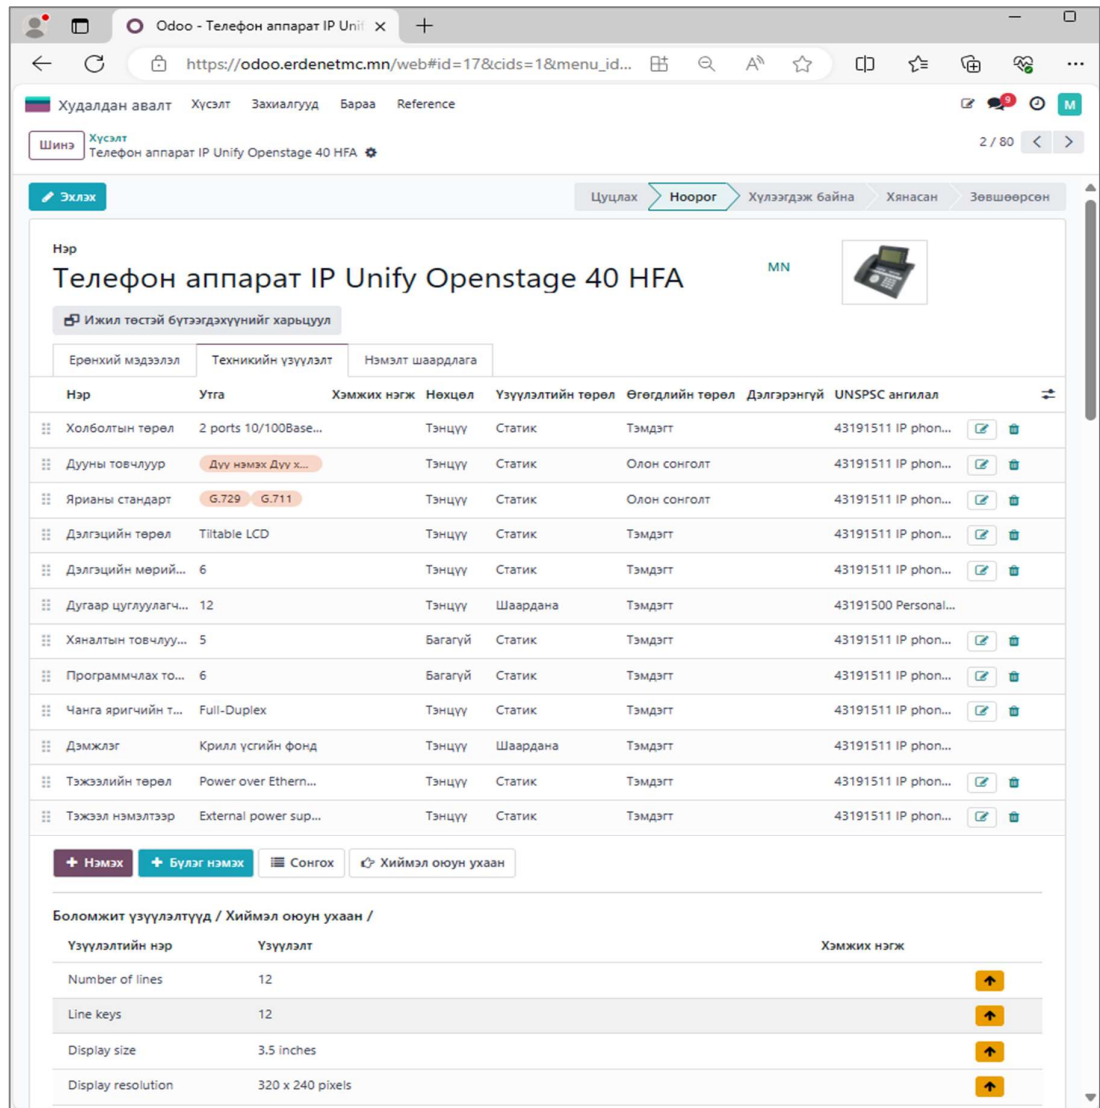 Odoo - Телефон аппарат IP Unif
https://odoo.erdenetmc.mn/web#id=17&cids=1&menu_id...
Худалдан авалт Хүсэлт Захиалгууд Бараа Reference 9 M
Шинэ Хүсэлт 2 / 80
Телефон аппарат IP Unify Openstage 40 HFA
Эхлэх Цуцлах Ноорог Хүлээгдэж байна Хянасан Зөвшөөрсөн
Нэр
Телефон аппарат IP Unify Openstage 40 HFA MN
Ижил төстэй бүтээгдэхүүнийг харьцуул
Ерөнхий мэдээлэл Техникийн үзүүлэлт Нэмэлт шаардлага
Нэр Утга Хэмжих нэгж Нөхцөл Үзүүлэлтийн төрөл Өгөгдлийн төрөл Дэлгэрэнгүй UNSPSC ангилал
Холболтын төрөл 2 ports 10/100Base... Тэнцүү Статик Тэмдэгт 43191511 IP phon...
Дууны товчлуур Дуу нэмэх Дуу х... Тэнцүү Статик Олон сонголт 43191511 IP phon...
Ярианы стандарт G.729 G.711 Тэнцүү Статик Олон сонголт 43191511 IP phon...
Дэлгэцийн төрөл Tiltable LCD Тэнцүү Статик Тэмдэгт 43191511 IP phon...
Дэлгэцийн мөрий... 6 Тэнцүү Статик Тэмдэгт 43191511 IP phon...
Дугаар цуглуулагч... 12 Тэнцүү Шаардана Тэмдэгт 43191500 Personal...
Хяналтын товчлуу... 5 Багагүй Статик Тэмдэгт 43191511 IP phon...
Программчлах то... 6 Багагүй Статик Тэмдэгт 43191511 IP phon...
Чанга яригчийн т... Full-Duplex Тэнцүү Статик Тэмдэгт 43191511 IP phon...
Дэмжлэг Крилл үсгийн фонд Тэнцүү Шаардана Тэмдэгт 43191511 IP phon...
Тэжээлийн төрөл Power over Ethern... Тэнцүү Статик Тэмдэгт 43191511 IP phon...
Тэжээл нэмэлтээр External power sup... Тэнцүү Статик Тэмдэгт 43191511 IP phon...
Нэмэх Бүлэг нэмэх Сонгох Хиймэл оюун ухаан
Боломжит үзүүлэлтүүд / Хиймэл оюун ухаан /
Үзүүлэлтийн нэр Үзүүлэлт Хэмжих нэгж
Number of lines 12
Line keys 12
Display size 3.5 inches
Display resolution 320 x 240 pixels